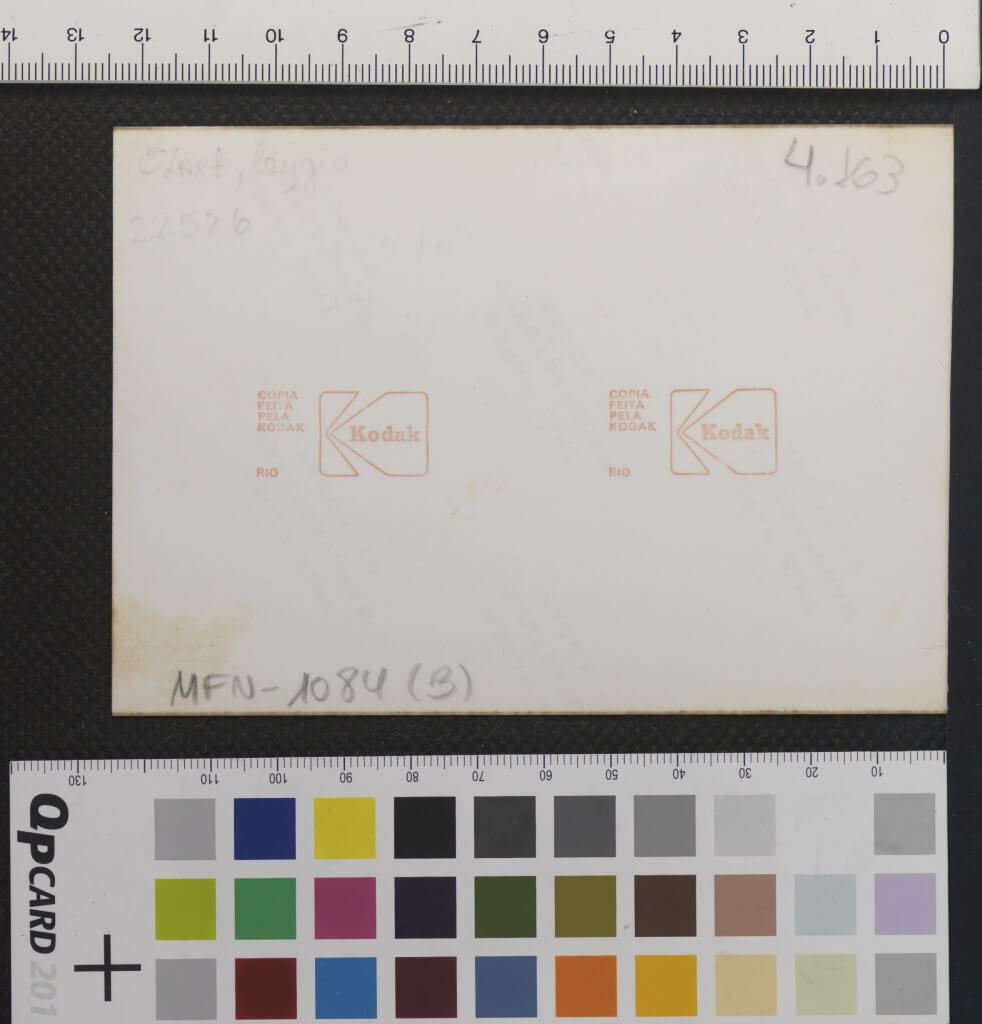 14 13 12 11 10 9 8 7 6 5 4 3 2 1 0
4.163
22526
COPIA
FEITA
PELA
KODAK
RIO
Kodak
COPIA
FEITA
PELA
KODAK
RIO
Kodak
MFN-1084 (B)
130 110 100 90 80 70 60 50 40 30 20 10
QPCARD 201